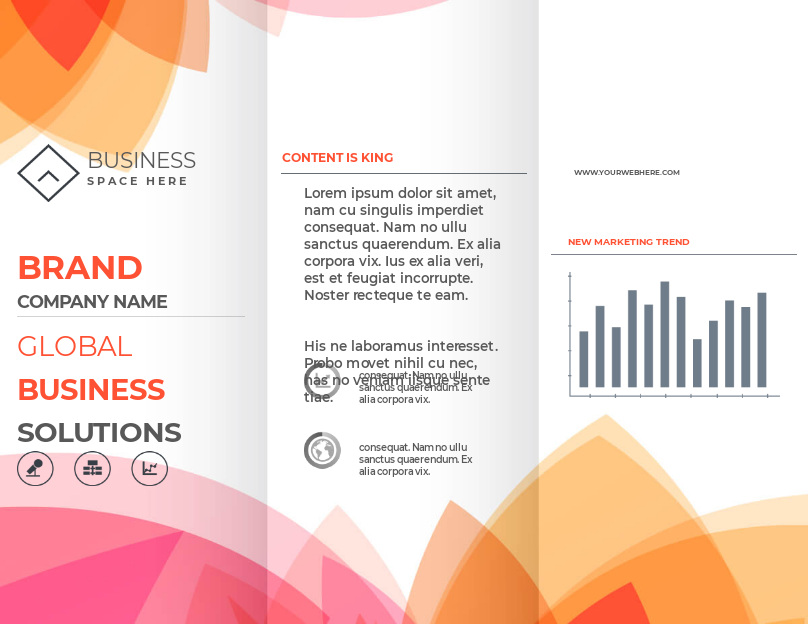 BUSINESS
SPACE HERE
BRAND
COMPANY NAME
GLOBAL
BUSINESS
SOLUTIONS
CONTENT IS KING
Lorem ipsum dolor sit amet,
nam cu singulis imperdiet
consequat. Nam no ullu
sanctus quaerendum. Ex alia
corpora vix. Ius ex alia veri,
est et feugiat incorrupte.
Noster recteque te eam.
His ne laboramus interesset.
Probo movet nihil cu nec,
has no veniam iisque sente
tiae.
consequat. Nam no ullu
sanctus quaerendum. Ex
alia corpora vix.
consequat. Nam no ullu
sanctus quaerendum. Ex
alia corpora vix.
WWW.YOURWEBHERE.COM
NEW MARKETING TREND